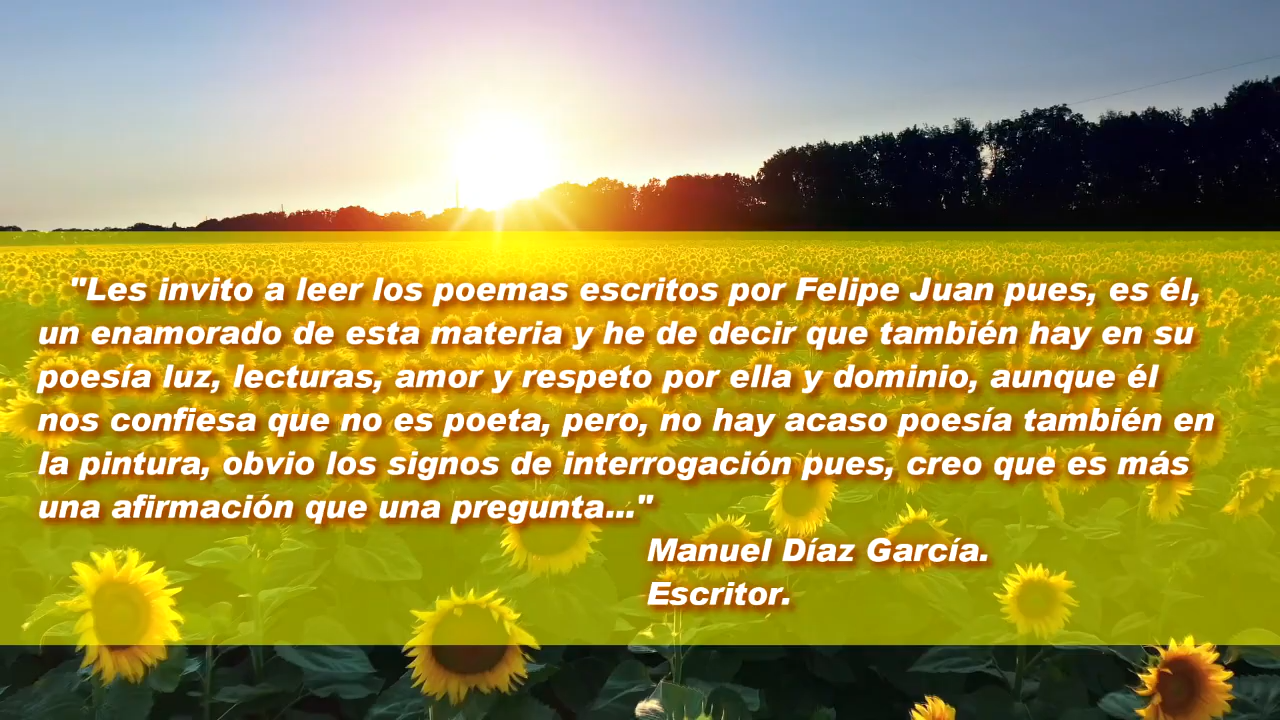 "Les invito a leer los poemas escritos por Felipe Juan pues, es él,
un enamorado de esta materia y he de decir que también hay en su
poesía luz, lecturas, amor y respeto por ella y dominio, aunque él
nos confiesa que no es poeta, pero, no hay acaso poesía también en
la pintura, obvio los signos de interrogación pues, creo que es más
una afirmación que una pregunta..."
Manuel Díaz García.
Escritor.